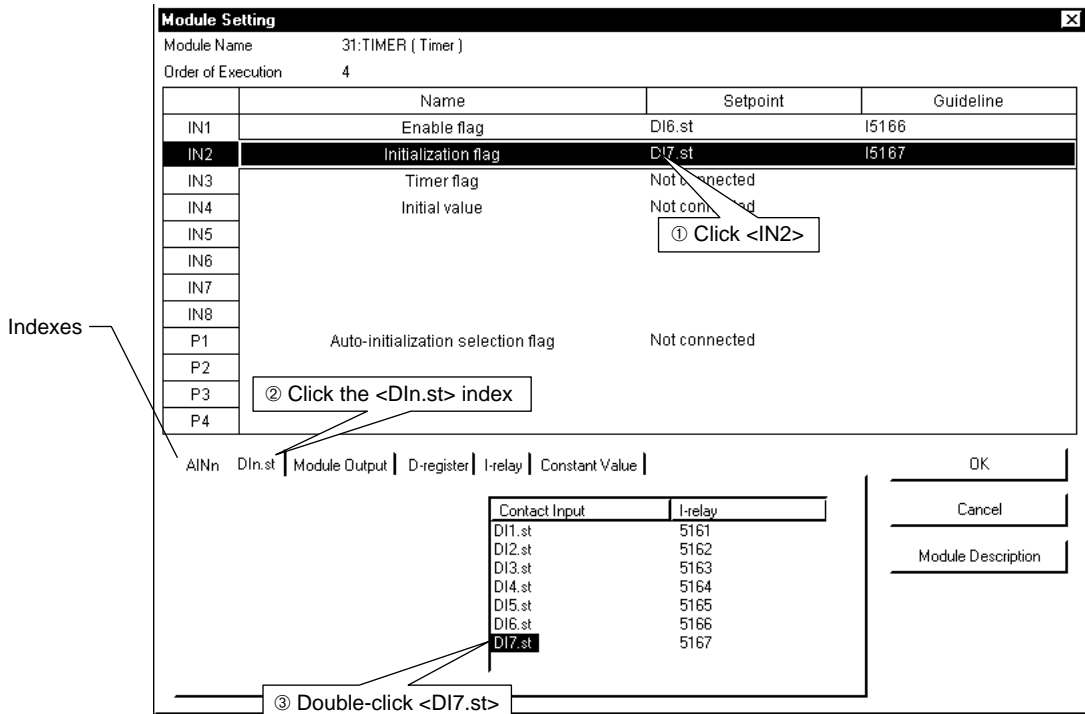 Module Setting
Module Name 31:TIMER ( Timer )
Order of Execution 4
Name Setpoint Guideline
IN1 Enable flag DI6.st I5166
IN2 Initialization flag DI7.st I5167
IN3 Timer flag Not connected
IN4 Initial value Not connected
① Click <IN2>
IN5
IN6
IN7
IN8
Indexes
P1 Auto-initialization selection flag Not connected
P2
② Click the <DIn.st> index
P3
P4
AINn DIn.st Module Output D-register I-relay Constant Value
OK
Cancel
Module Description
Contact Input I-relay
DI1.st 5161
DI2.st 5162
DI3.st 5163
DI4.st 5164
DI5.st 5165
DI6.st 5166
DI7.st 5167
③ Double-click <DI7.st>